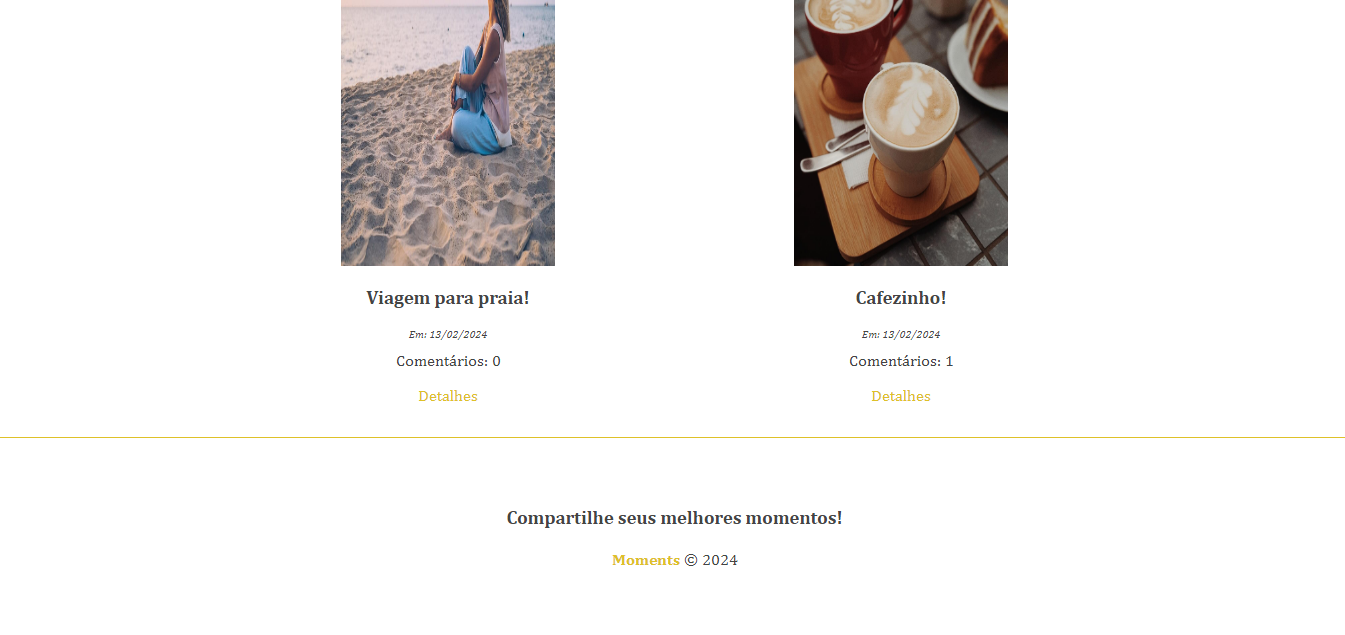 Viagem para praia!
Em: 13/02/2024
Comentários: 0
Detalhes
Cafezinho!
Em: 13/02/2024
Comentários: 1
Detalhes
Compartilhe seus melhores momentos!
Moments © 2024